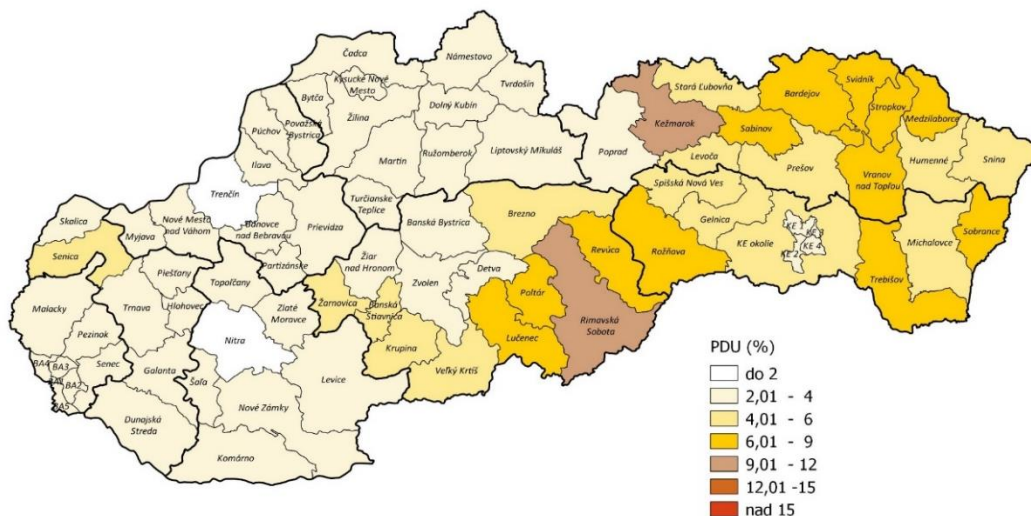 Čadca
Námestovo
Kysucké Nové
Mesto
Tvrdošín
Bytča
Žilina
Dolný Kubín
Púchov
Považská
Bystrica
Ilava
Martin
Ružomberok
Liptovský Mikuláš
Poprad
Kežmarok
Stará Ľubovňa
Bardejov
Svidník
Stropkov
Medzilaborce
Sabinov
Levoča
Prešov
Vranov
nad Topľou
Humenné
Snina
Trenčín
Turčianske
Teplice
Prievidza
Bánovce
nad Bebravou
Partizánske
Skalica
Myjava
Nové Mesto
nad Váhom
Senica
Piešťany
Topoľčany
Banská Bystrica
Brezno
Žiar
nad Hronom
Zvolen
Detva
Spišská Nová Ves
Gelnica
Rožňava
Revúca
KE okolie
KE 1
KE 3
KE 4
KE 2
Michalovce
Sobrance
Trebišov
Malacky
Trnava
Hlohovec
Zlaté
Moravce
Žarnovica
Banská
Štiavnica
Krupina
Veľký Krtíš
Poltár
Lučenec
Rimavská
Sobota
Pezinok
Senec
BA4
BA3
BA2
BA5
Galanta
Nitra
Šaľa
Levice
Nové Zámky
Dunajská
Streda
Komárno
PDU (%)
do 2
2,01 - 4
4,01 - 6
6,01 - 9
9,01 - 12
12,01 -15
nad 15